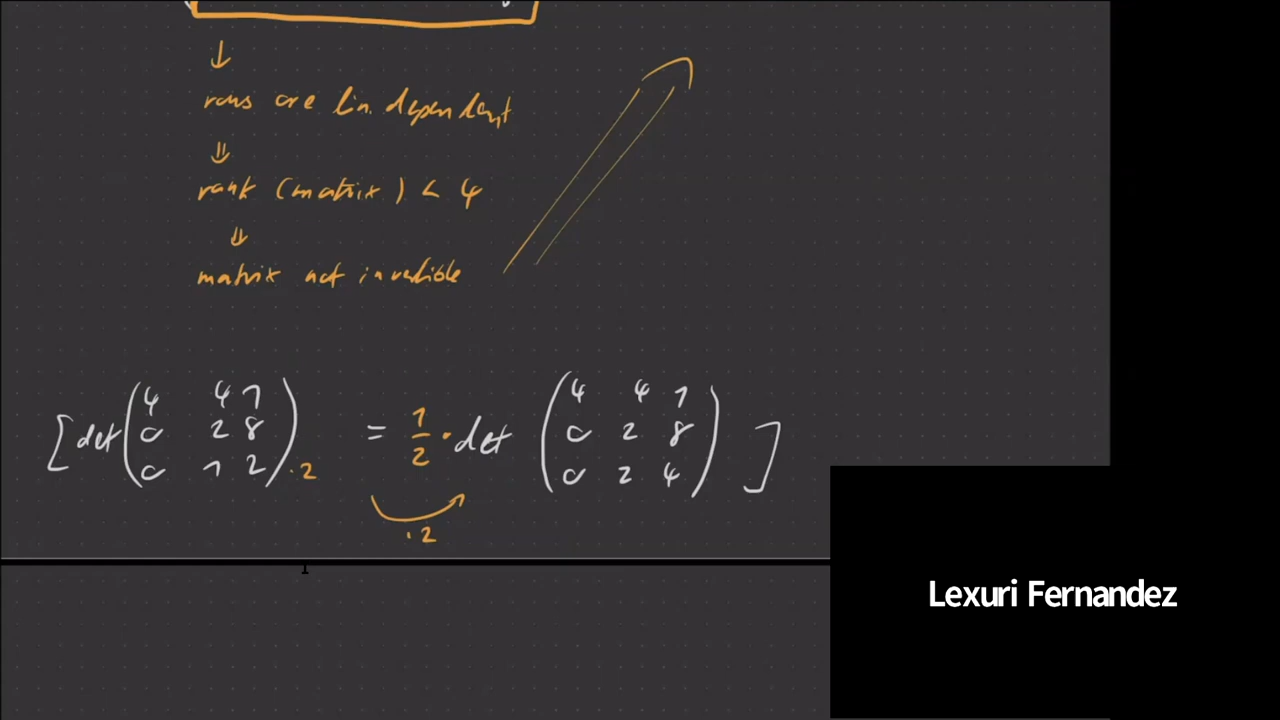 ↓
rows are lin. dependent
⇓
rank (matrix) < 4
⇓
matrix not invertible
[det(4 4 1 = 1/2 · det (4 4 1 ]
0 2 8 0 2 8
0 1 2) ·2 0 2 4)
·2
Lexuri Fernandez